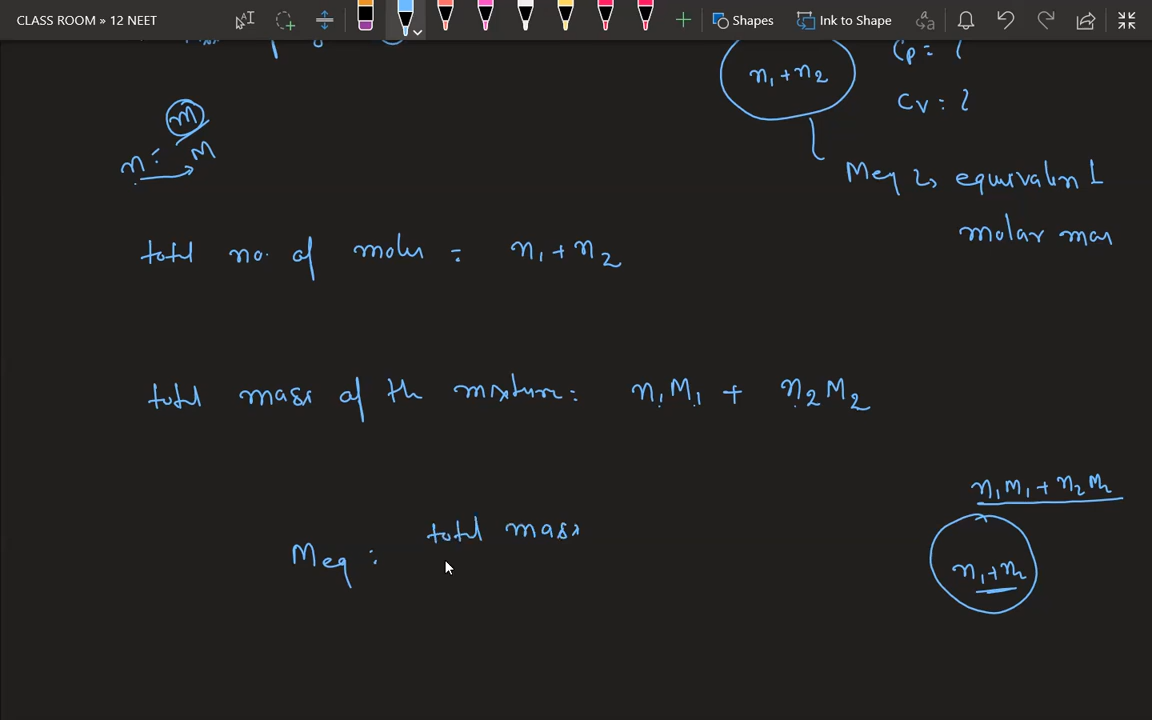 CLASS ROOM » 12 NEET
Shapes
Ink to Shape
n₁ + n₂
Cp = ?
Cv = ?
m
n = M
Meq → equivalent
molar mass
total no. of moles = n₁ + n₂
total mass of the mixture = n₁M₁ + n₂M₂
n₁M₁ + n₂M₂
n₁ + n₂
total mass
Meq =